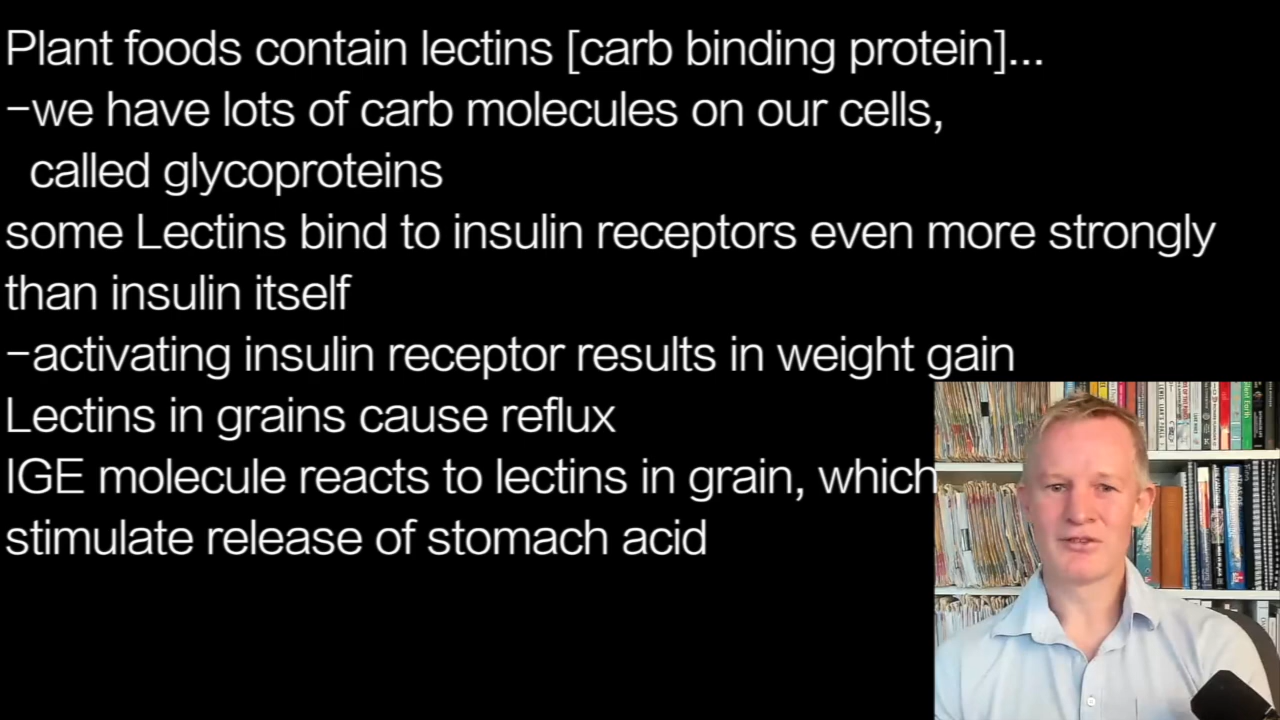 Plant foods contain lectins [carb binding protein]...
–we have lots of carb molecules on our cells,
called glycoproteins
some Lectins bind to insulin receptors even more strongly
than insulin itself
–activating insulin receptor results in weight gain
Lectins in grains cause reflux
IGE molecule reacts to lectins in grain, which
stimulate release of stomach acid